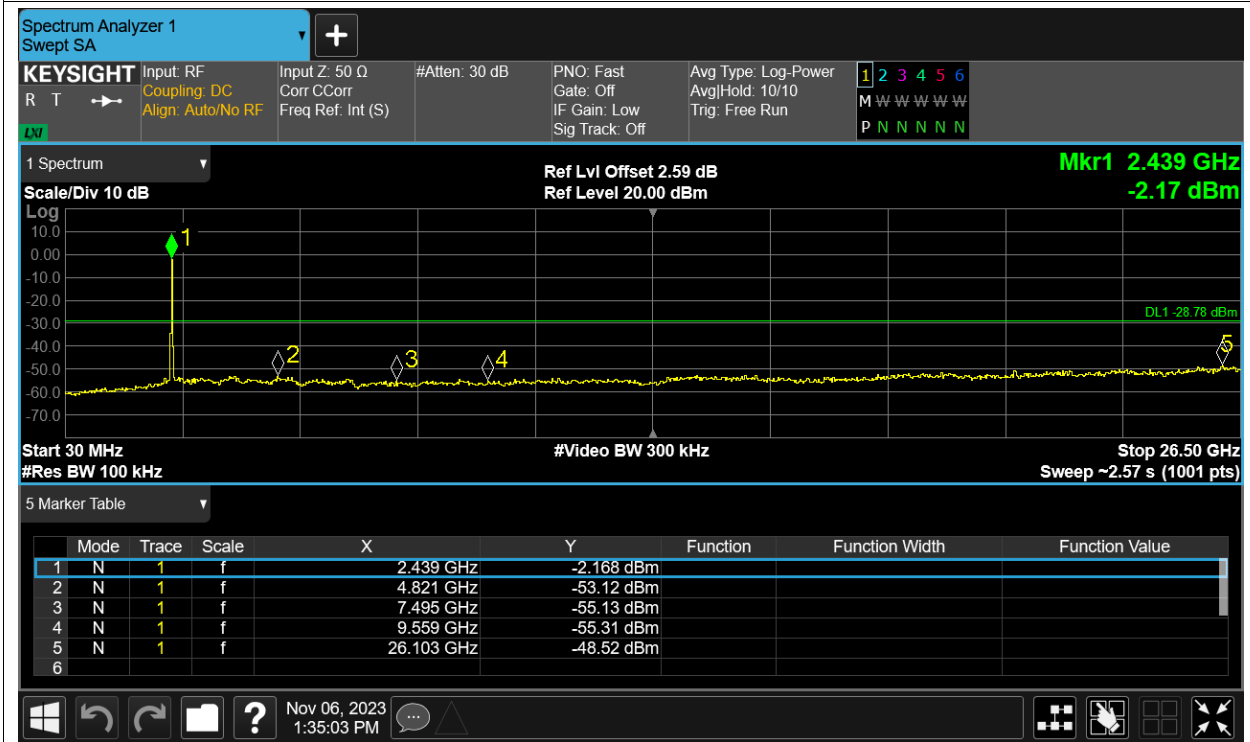 Spectrum Analyzer 1
Swept SA
+
KEYSIGHT
R T
LXI
Input: RF
Coupling: DC
Align: Auto/No RF
Input Z: 50 Ω
Corr CCorr
Freq Ref: Int (S)
#Atten: 30 dB
PNO: Fast
Gate: Off
IF Gain: Low
Sig Track: Off
Avg Type: Log-Power
Avg|Hold: 10/10
Trig: Free Run
1 2 3 4 5 6
M W W W W W
P N N N N N
1 Spectrum
Scale/Div 10 dB
Ref Lvl Offset 2.59 dB
Ref Level 20.00 dBm
Mkr1 2.439 GHz
-2.17 dBm
Log
10.0
0.00
-10.0
-20.0
-30.0
-40.0
-50.0
-60.0
-70.0
1
2
3
4
5
DL1 -28.78 dBm
Start 30 MHz
#Res BW 100 kHz
#Video BW 300 kHz
Stop 26.50 GHz
Sweep ~2.57 s (1001 pts)
5 Marker Table
Mode Trace Scale X Y Function Function Width Function Value
1 N 1 f 2.439 GHz -2.168 dBm
2 N 1 f 4.821 GHz -53.12 dBm
3 N 1 f 7.495 GHz -55.13 dBm
4 N 1 f 9.559 GHz -55.31 dBm
5 N 1 f 26.103 GHz -48.52 dBm
6
?
Nov 06, 2023
1:35:03 PM